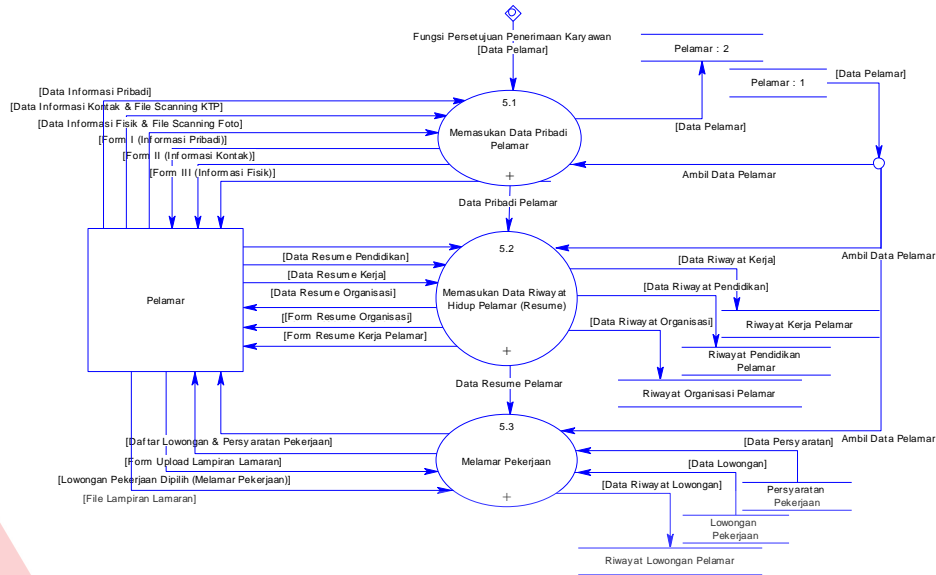 Fungsi Persetujuan Penerimaan Karyawan
[Data Pelamar]
Pelamar : 2
Pelamar : 1
[Data Pelamar]
[Data Informasi Pribadi]
[Data Informasi Kontak & File Scanning KTP]
[Data Informasi Fisik & File Scanning Foto]
[Form I (Informasi Pribadi)]
[Form II (Informasi Kontak)]
[Form III (Informasi Fisik)]
5.1
Memasukan Data Pribadi
Pelamar
+
[Data Pelamar]
Ambil Data Pelamar
Data Pribadi Pelamar
Pelamar
[Data Resume Pendidikan]
[Data Resume Kerja]
[Data Resume Organisasi]
[[Form Resume Organisasi]
[Form Resume Kerja Pelamar]
5.2
Memasukan Data Riwayat
Hidup Pelamar (Resume)
+
Ambil Data Pelamar
[Data Riwayat Kerja]
[Data Riwayat Pendidikan]
[Data Riwayat Organisasi]
Riwayat Kerja Pelamar
Riwayat Pendidikan
Pelamar
Riwayat Organisasi Pelamar
Data Resume Pelamar
5.3
Melamar Pekerjaan
+
Ambil Data Pelamar
[Daftar Lowongan & Persyaratan Pekerjaan]
[Form Upload Lampiran Lamaran]
[Lowongan Pekerjaan Dipilih (Melamar Pekerjaan)]
[File Lampiran Lamaran]
[Data Persyaratan]
[Data Lowongan]
[Data Riwayat Lowongan]
Persyaratan
Pekerjaan
Lowongan
Pekerjaan
Riwayat Lowongan Pelamar